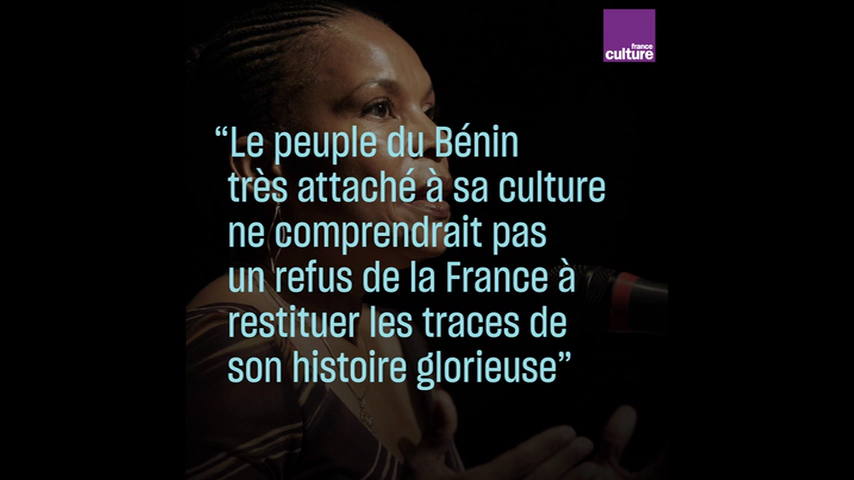 france
culture
“Le peuple du Bénin
très attaché à sa culture
ne comprendrait pas
un refus de la France à
restituer les traces de
son histoire glorieuse”